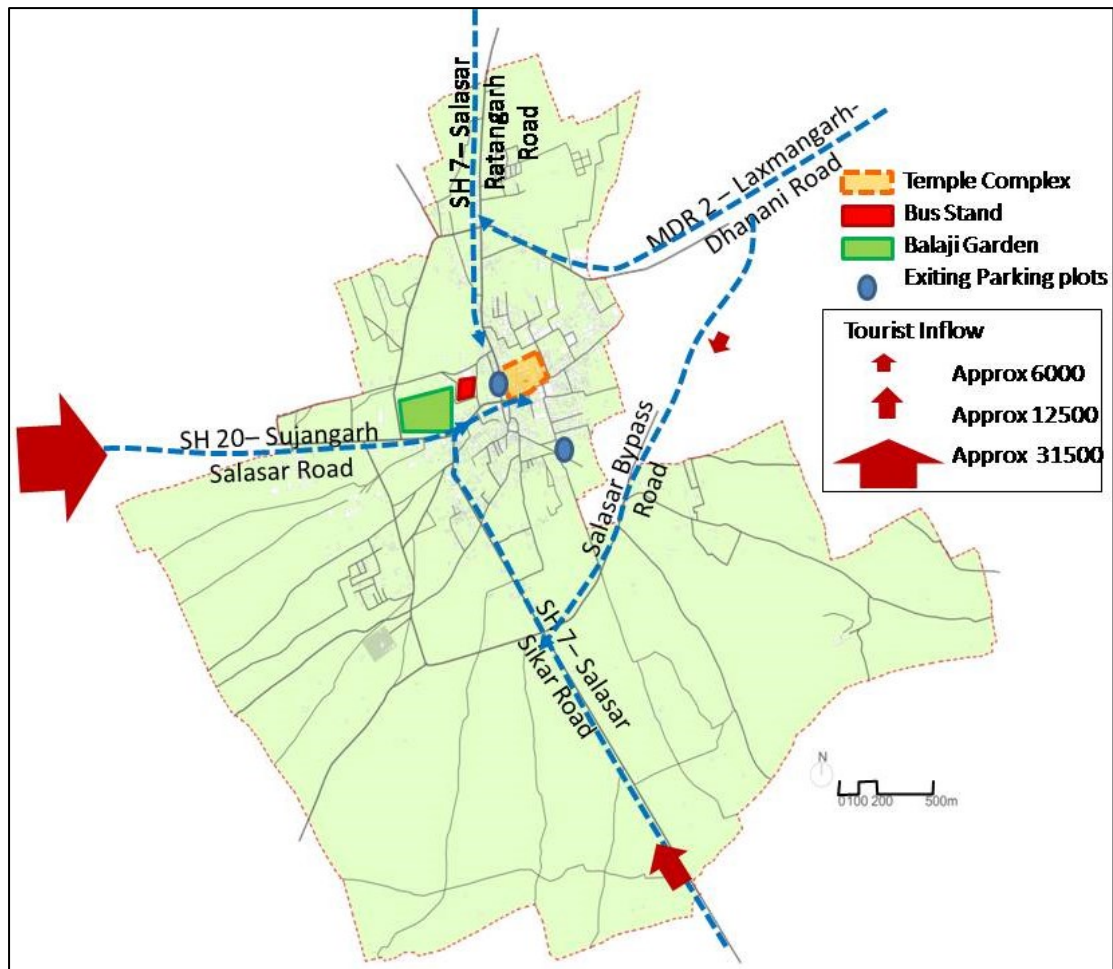 SH 7– Salasar
Ratangarh
Road
MDR 2 – Laxmangarh-
Dhanani Road
Temple Complex
Bus Stand
Balaji Garden
Exiting Parking plots
Tourist Inflow
Approx 6000
Approx 12500
Approx 31500
SH 20– Sujangarh
Salasar Road
Salasar Bypass
Road
SH 7– Salasar
Sikar Road
N
0 100 200 500m